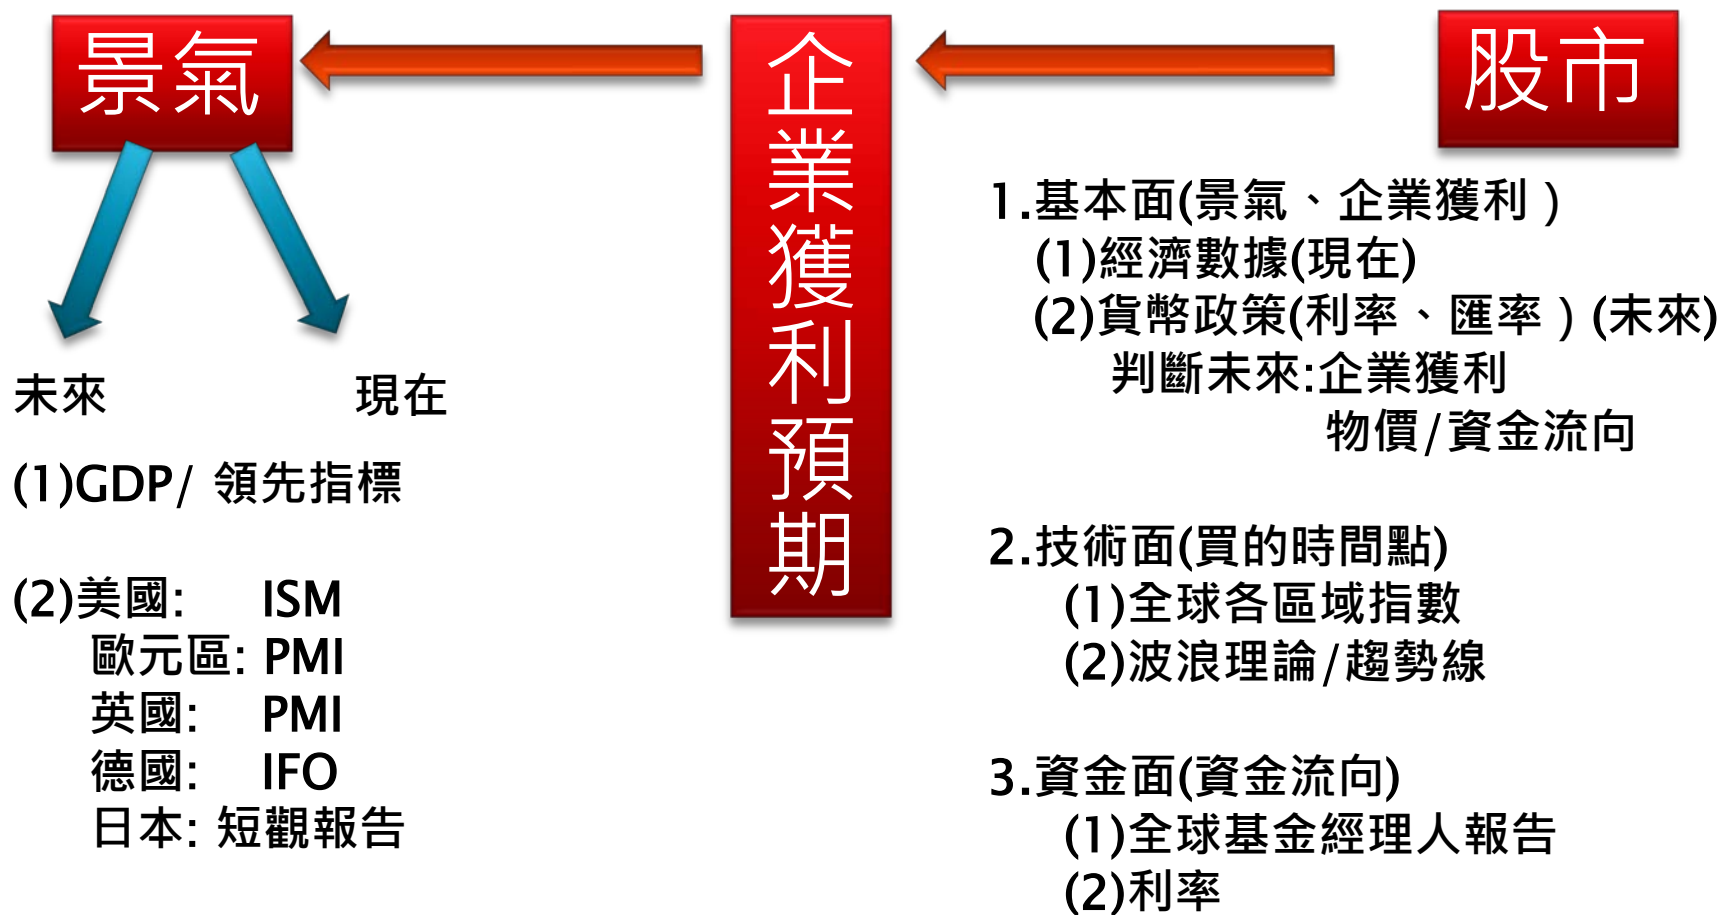 景氣
企業獲利預期
股市
未來
現在
(1)GDP/ 領先指標
(2)美國: ISM
歐元區: PMI
英國: PMI
德國: IFO
日本: 短觀報告
1.基本面(景氣、企業獲利)
(1)經濟數據(現在)
(2)貨幣政策(利率、匯率) (未來)
判斷未來:企業獲利
物價/資金流向
2.技術面(買的時間點)
(1)全球各區域指數
(2)波浪理論/趨勢線
3.資金面(資金流向)
(1)全球基金經理人報告
(2)利率